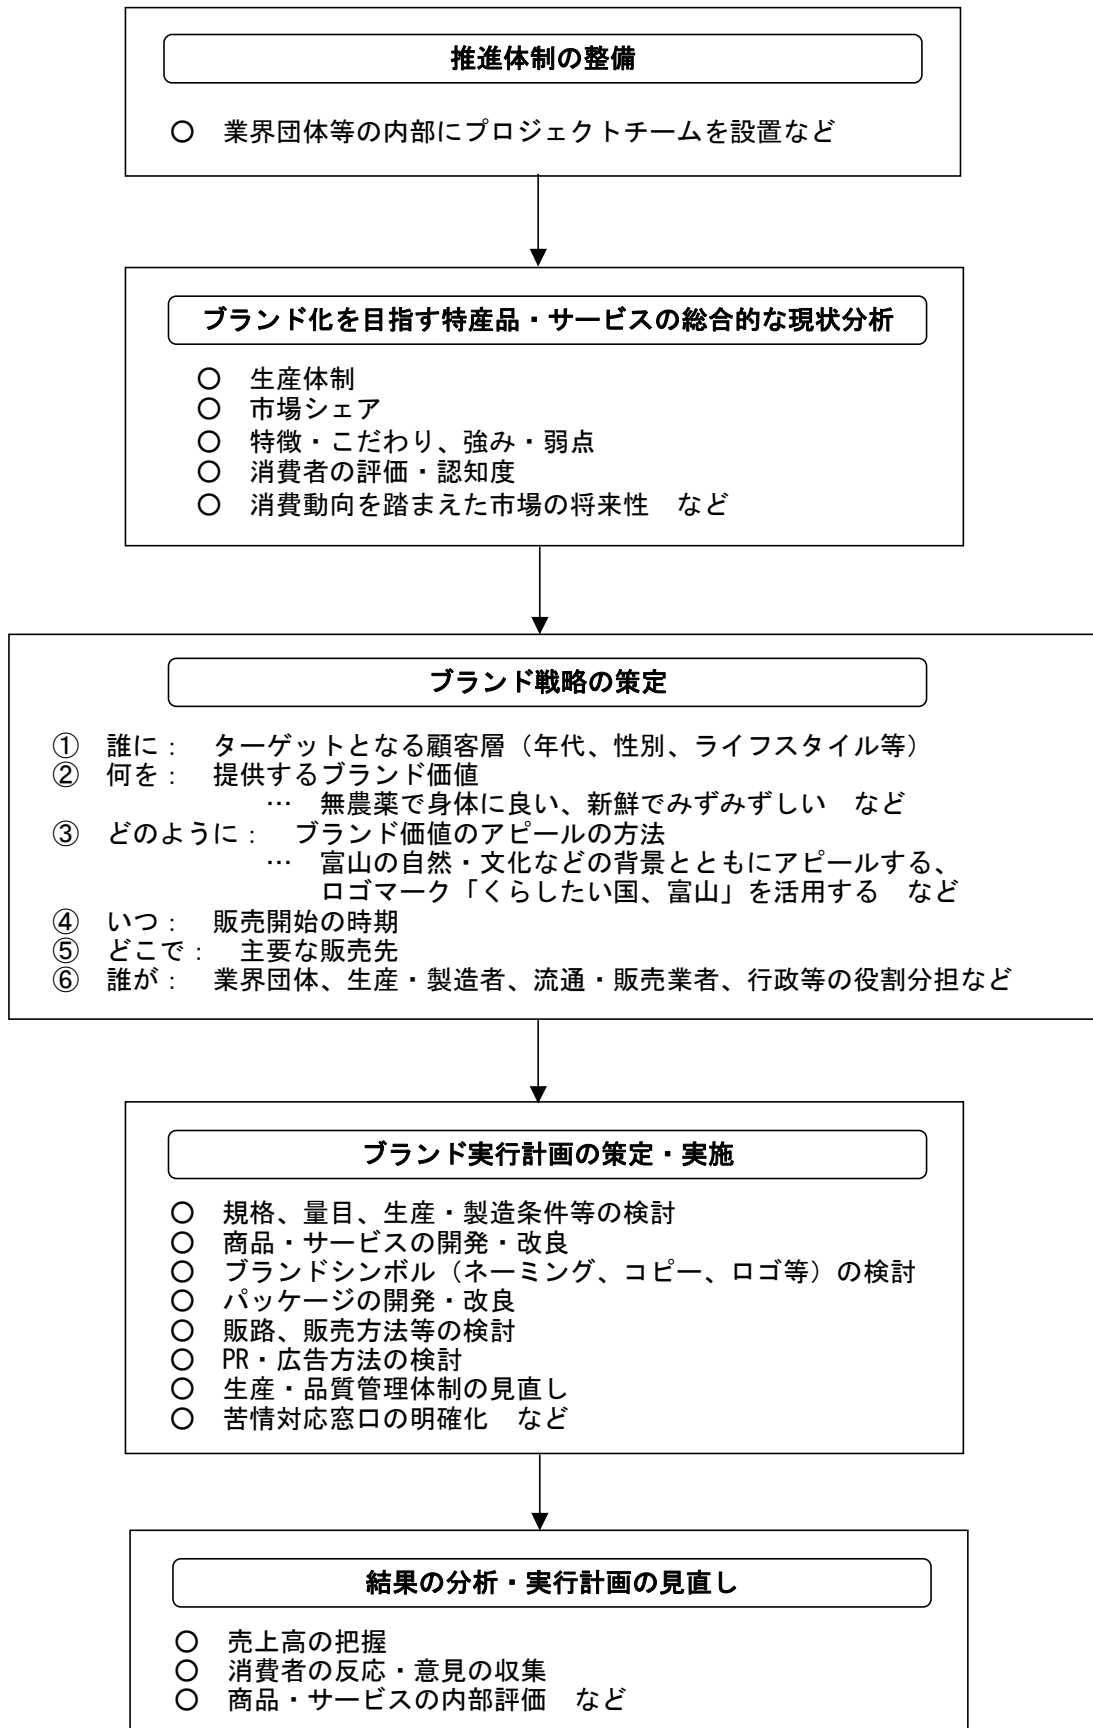 推進体制の整備
○　業界団体等の内部にプロジェクトチームを設置など
ブランド化を目指す特産品・サービスの総合的な現状分析
○　生産体制
○　市場シェア
○　特徴・こだわり、強み・弱点
○　消費者の評価・認知度
○　消費動向を踏まえた市場の将来性　など
ブランド戦略の策定
①　誰に：　ターゲットとなる顧客層（年代、性別、ライフスタイル等）
②　何を：　提供するブランド価値
…　無農薬で身体に良い、新鮮でみずみずしい　など
③　どのように：　ブランド価値のアピールの方法
…　富山の自然・文化などの背景とともにアピールする、
ロゴマーク「くらしたい国、富山」を活用する　など
④　いつ：　販売開始の時期
⑤　どこで：　主要な販売先
⑥　誰が：　業界団体、生産・製造者、流通・販売業者、行政等の役割分担など
ブランド実行計画の策定・実施
○　規格、量目、生産・製造条件等の検討
○　商品・サービスの開発・改良
○　ブランドシンボル（ネーミング、コピー、ロゴ等）の検討
○　パッケージの開発・改良
○　販路、販売方法等の検討
○　PR・広告方法の検討
○　生産・品質管理体制の見直し
○　苦情対応窓口の明確化　など
結果の分析・実行計画の見直し
○　売上高の把握
○　消費者の反応・意見の収集
○　商品・サービスの内部評価　など